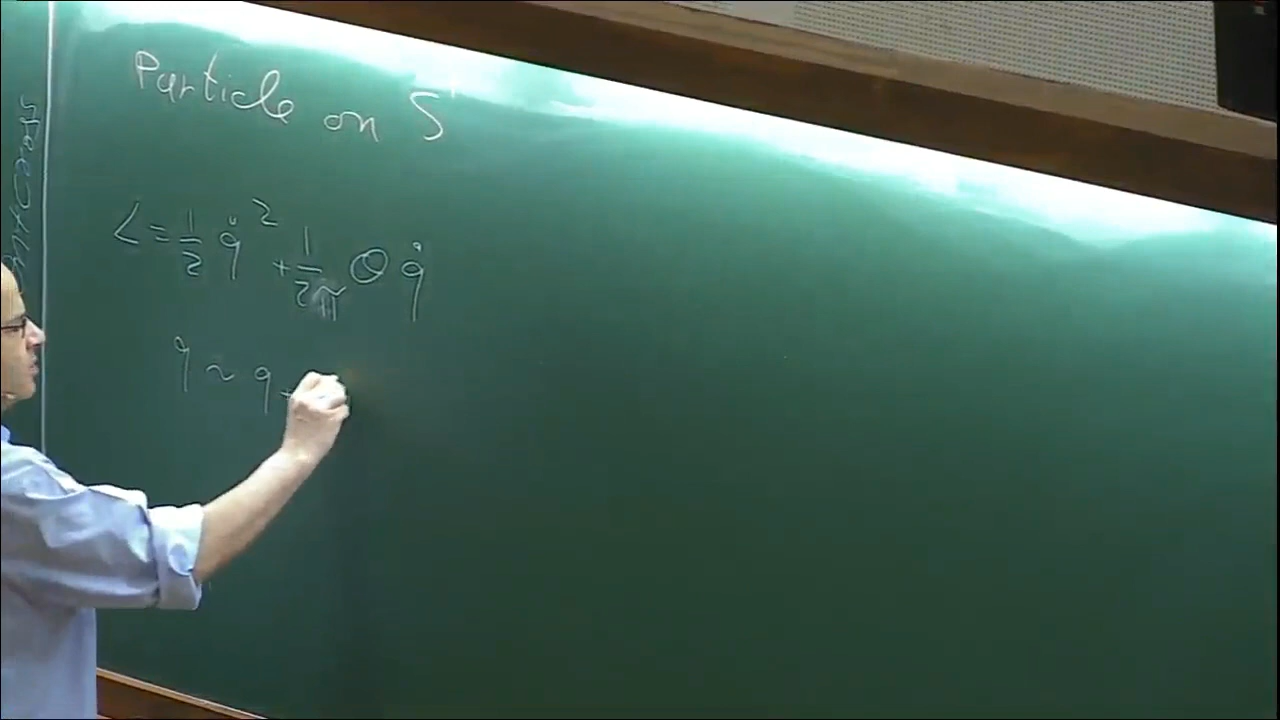 Particle on S¹
L = 1/2 q̇² + 1/2π θ q̇
q ~ q +